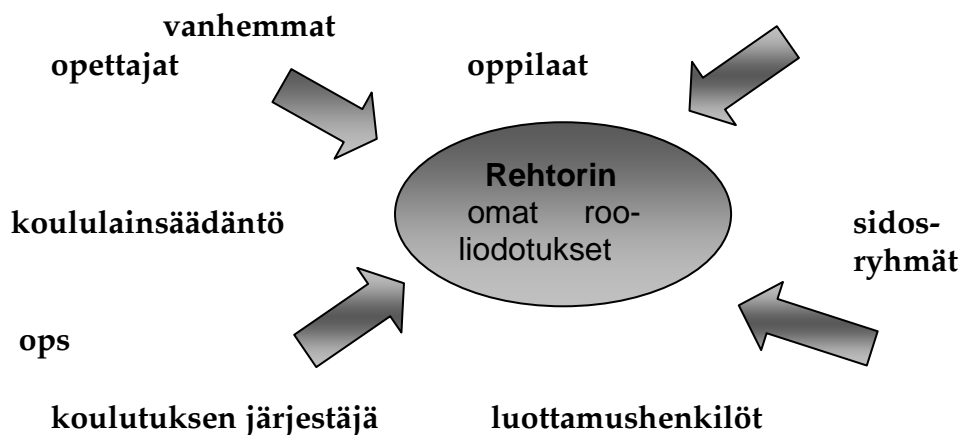 vanhemmat
opettajat
oppilaat
Rehtorin
omat roo-
liodotukset
koululainsäädäntö
sidos-
ryhmät
ops
koulutuksen järjestäjä
luottamushenkilöt